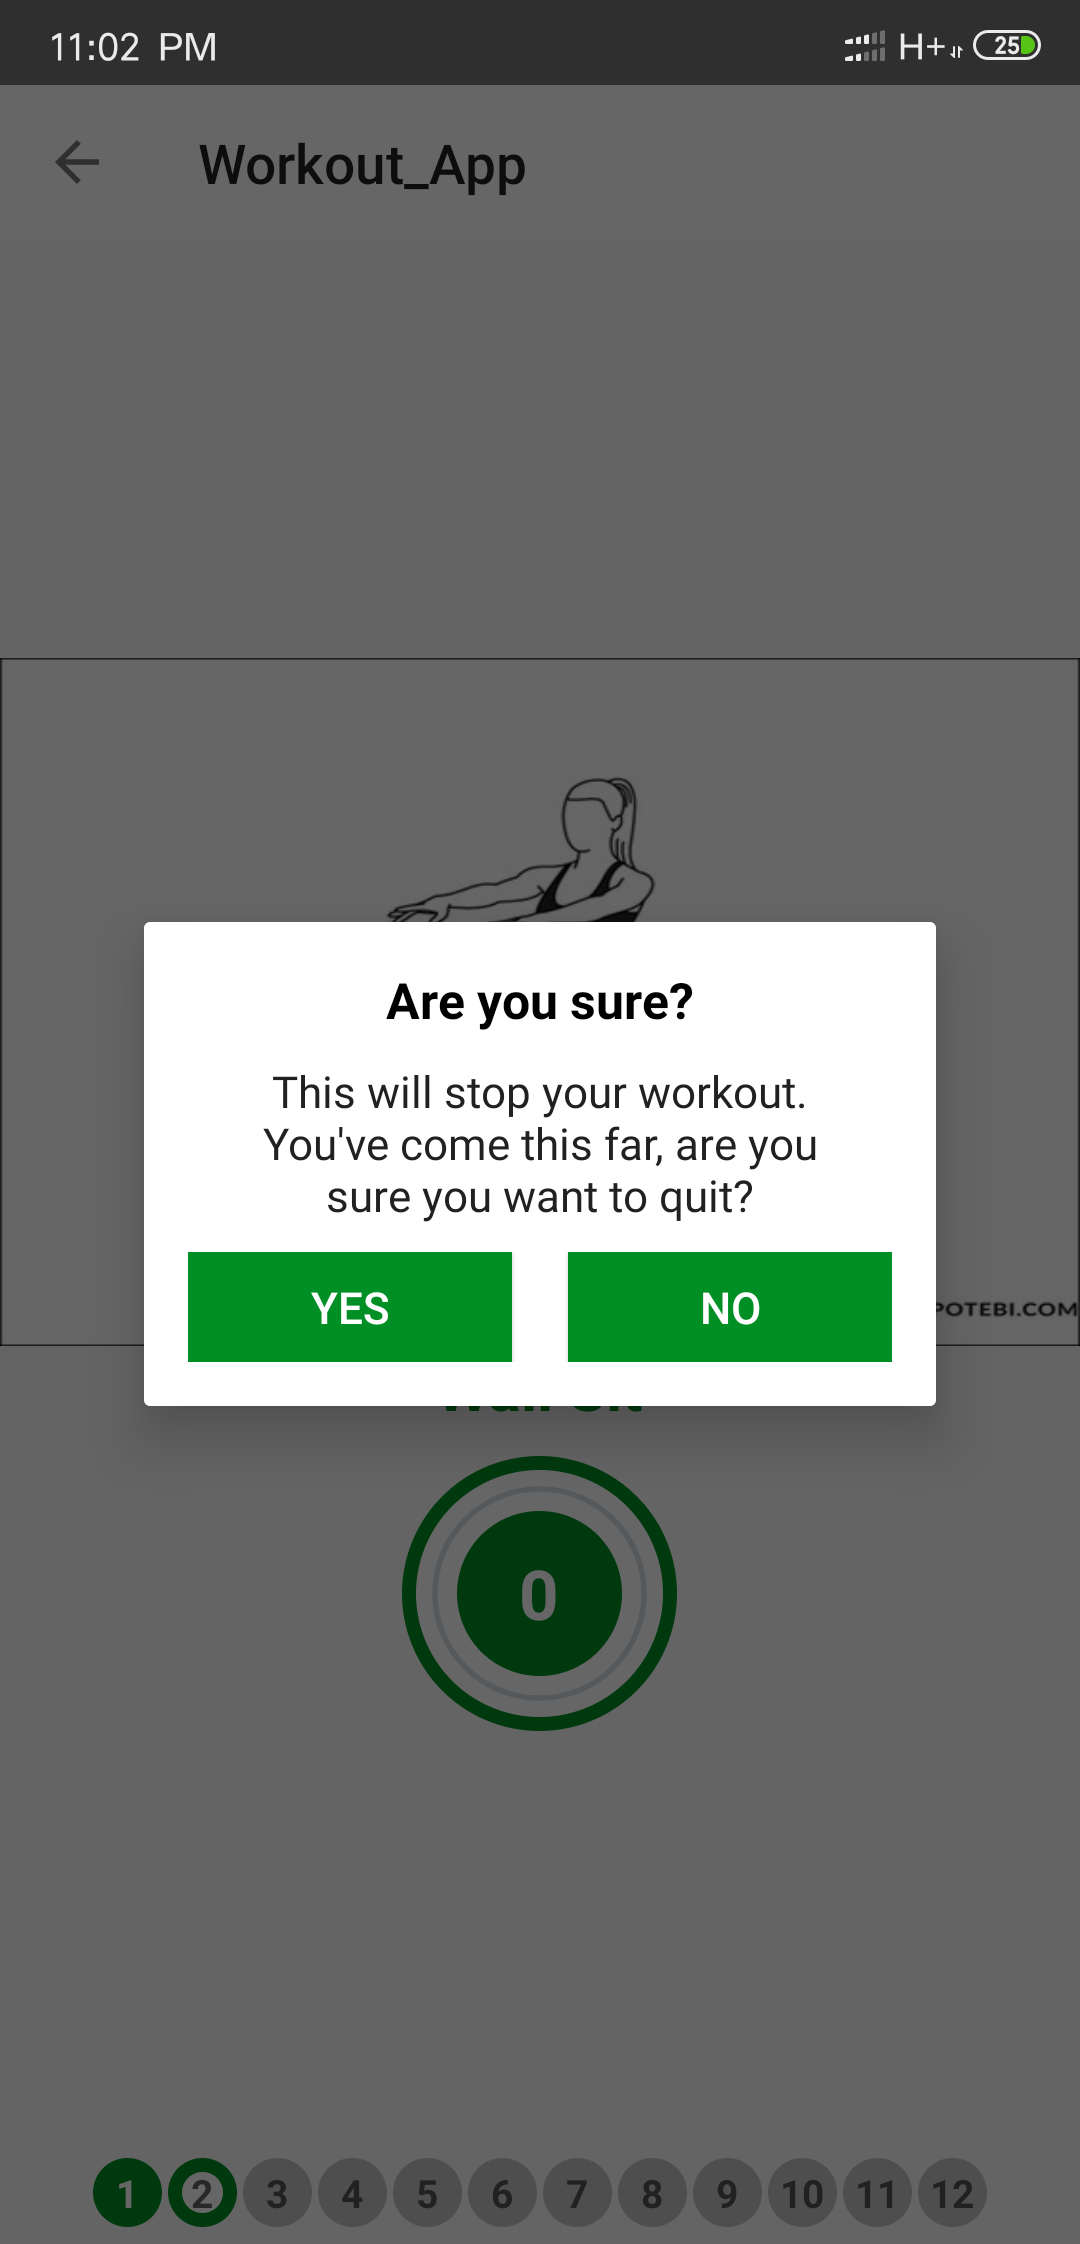 11:02 PM H+ 25
Workout_App
Are you sure?
This will stop your workout.
You've come this far, are you
sure you want to quit?
YES NO
POTEBI.COM
0
1 2 3 4 5 6 7 8 9 10 11 12